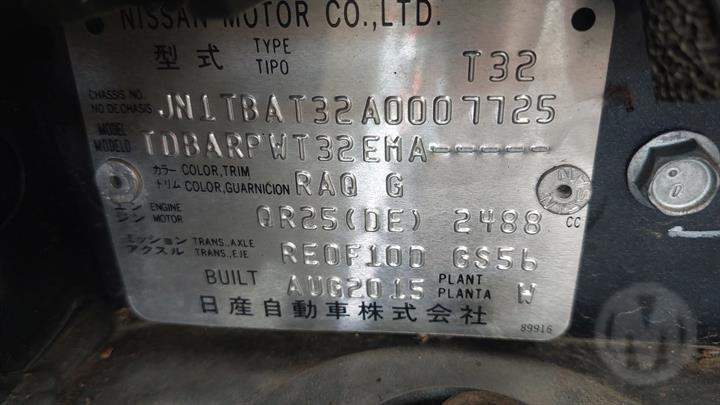 NISSAN MOTOR CO.,LTD.
型式 TYPE TIPO T32
CHASSIS NO. NO DE CHASIS JN1TBAT32A0007725
MODEL MODELO TDBARPWT32EMA-----
カラー COLOR,TRIM トリム COLOR,GUARNICION RAQ G
エンジン ENGINE MOTOR QR25(DE) 2488 CC
ミッション TRANS.,AXLE アクスル TRANS.,EJE RE0F10D GS56
BUILT AUG2015 PLANT PLANTA W
日産自動車株式会社
89916
M